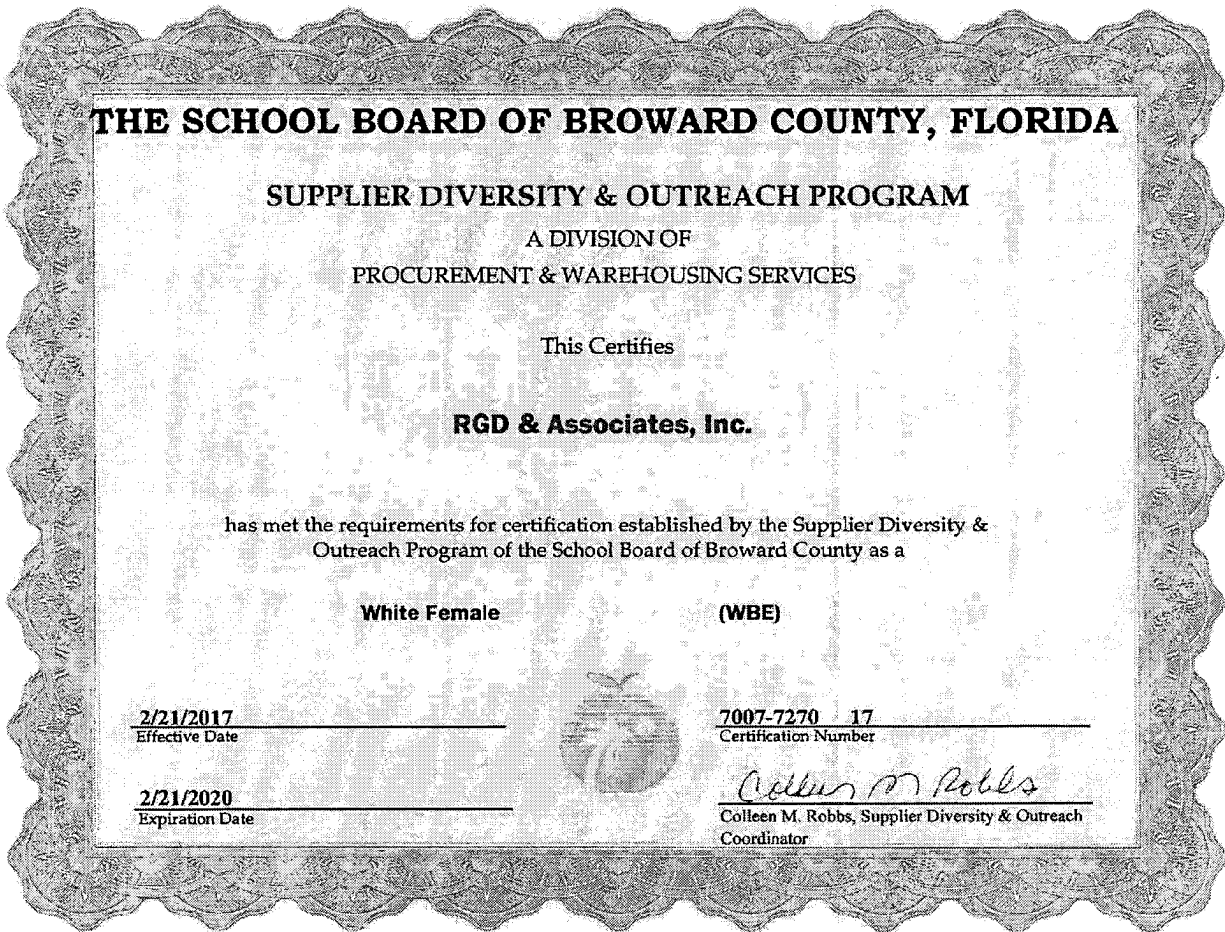 THE SCHOOL BOARD OF BROWARD COUNTY, FLORIDA
SUPPLIER DIVERSITY & OUTREACH PROGRAM
A DIVISION OF
PROCUREMENT & WAREHOUSING SERVICES
This Certifies
RGD & Associates, Inc.
has met the requirements for certification established by the Supplier Diversity &
Outreach Program of the School Board of Broward County as a
White Female (WBE)
2/21/2017
Effective Date
7007-7270 17
Certification Number
2/21/2020
Expiration Date
Colleen M Robbs
Colleen M. Robbs, Supplier Diversity & Outreach
Coordinator